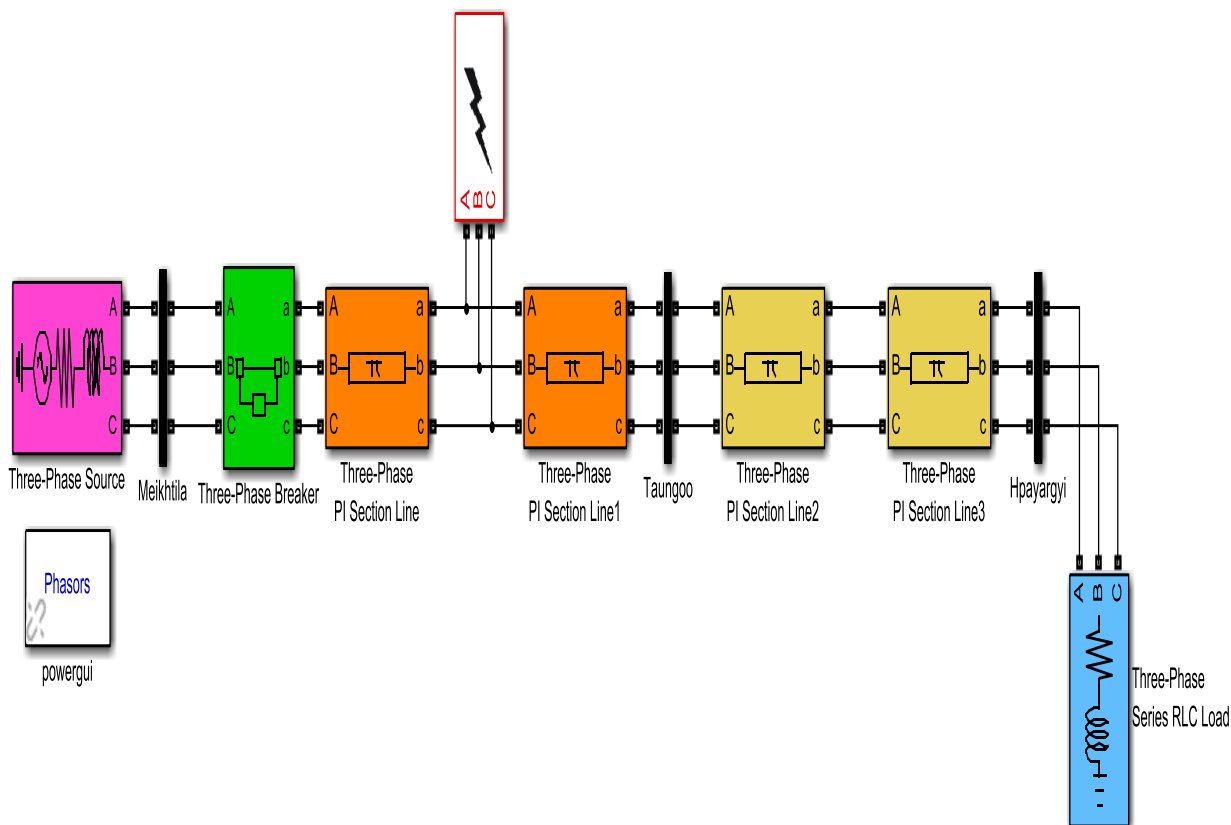 A
B
C
A
B
C
Three-Phase Source
Meikhtila
A
B
C
a
b
c
Three-Phase Breaker
A
B
C
a
b
c
π
Three-Phase
PI Section Line
A
B
C
a
b
c
π
Three-Phase
PI Section Line1
Taungoo
A
B
C
a
b
c
π
Three-Phase
PI Section Line2
A
B
C
a
b
c
π
Three-Phase
PI Section Line3
Hpayargyi
Phasors
powergui
A
B
C
Three-Phase
Series RLC Load